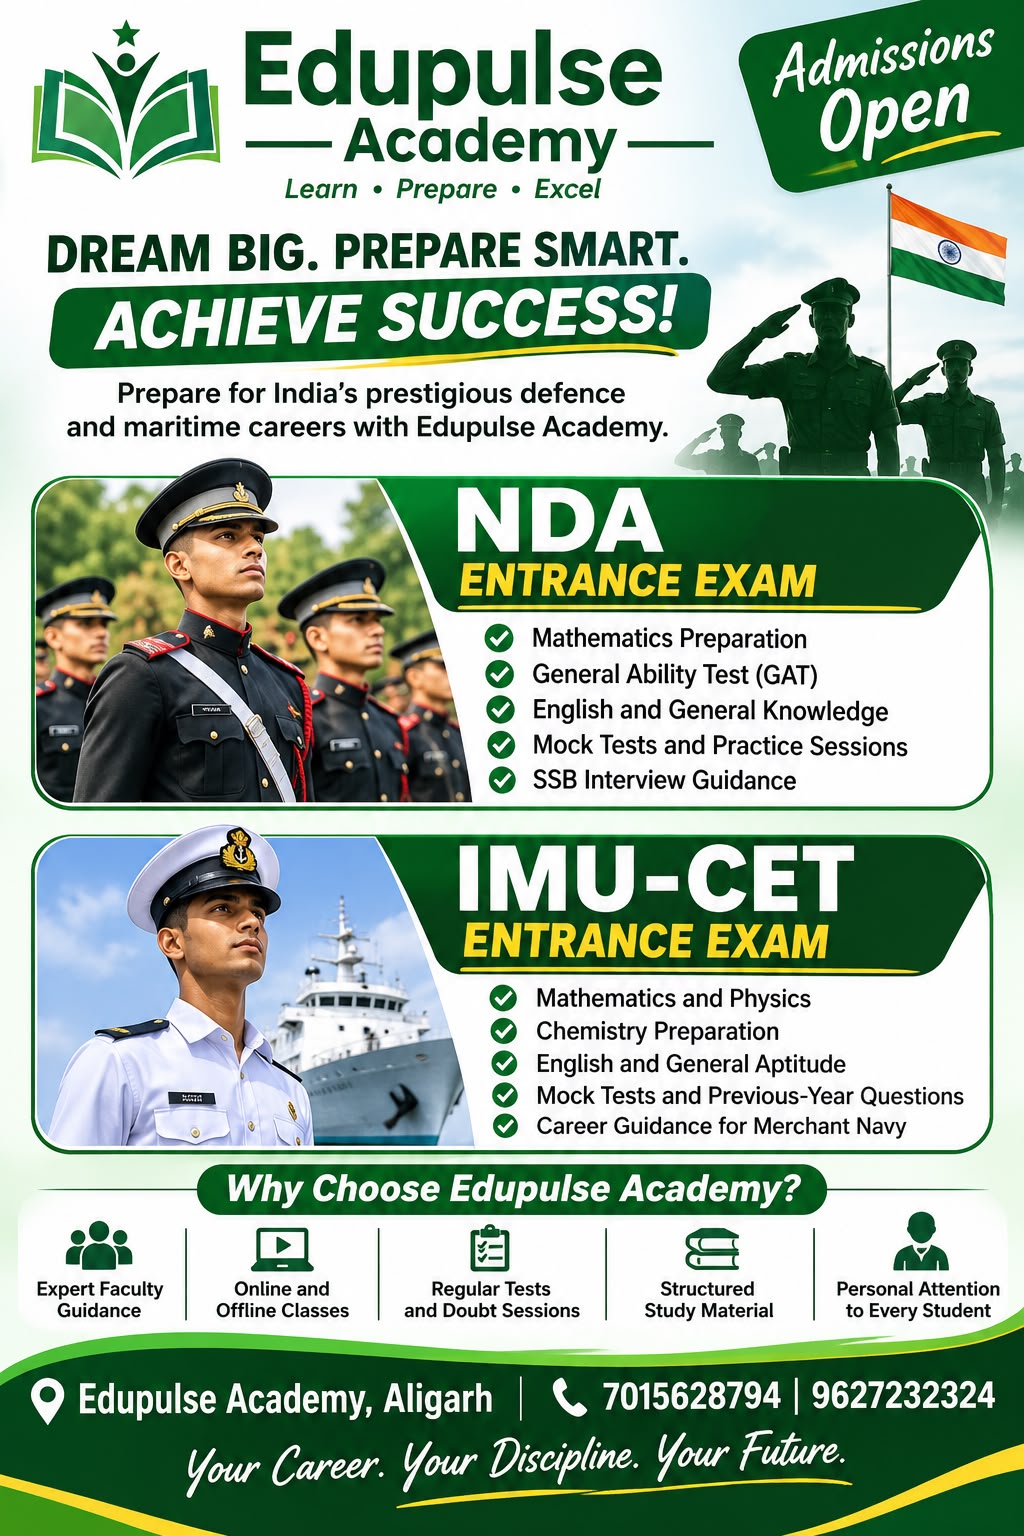 Edupulse
Academy
Learn • Prepare • Excel
Admissions
Open
DREAM BIG. PREPARE SMART.
ACHIEVE SUCCESS!
Prepare for India's prestigious defence
and maritime careers with Edupulse Academy.
NDA
ENTRANCE EXAM
Mathematics Preparation
General Ability Test (GAT)
English and General Knowledge
Mock Tests and Practice Sessions
SSB Interview Guidance
IMU-CET
ENTRANCE EXAM
Mathematics and Physics
Chemistry Preparation
English and General Aptitude
Mock Tests and Previous-Year Questions
Career Guidance for Merchant Navy
Why Choose Edupulse Academy?
Expert Faculty
Guidance
Online and
Offline Classes
Regular Tests
and Doubt Sessions
Structured
Study Material
Personal Attention
to Every Student
Edupulse Academy, Aligarh
7015628794 | 9627232324
Your Career. Your Discipline. Your Future.